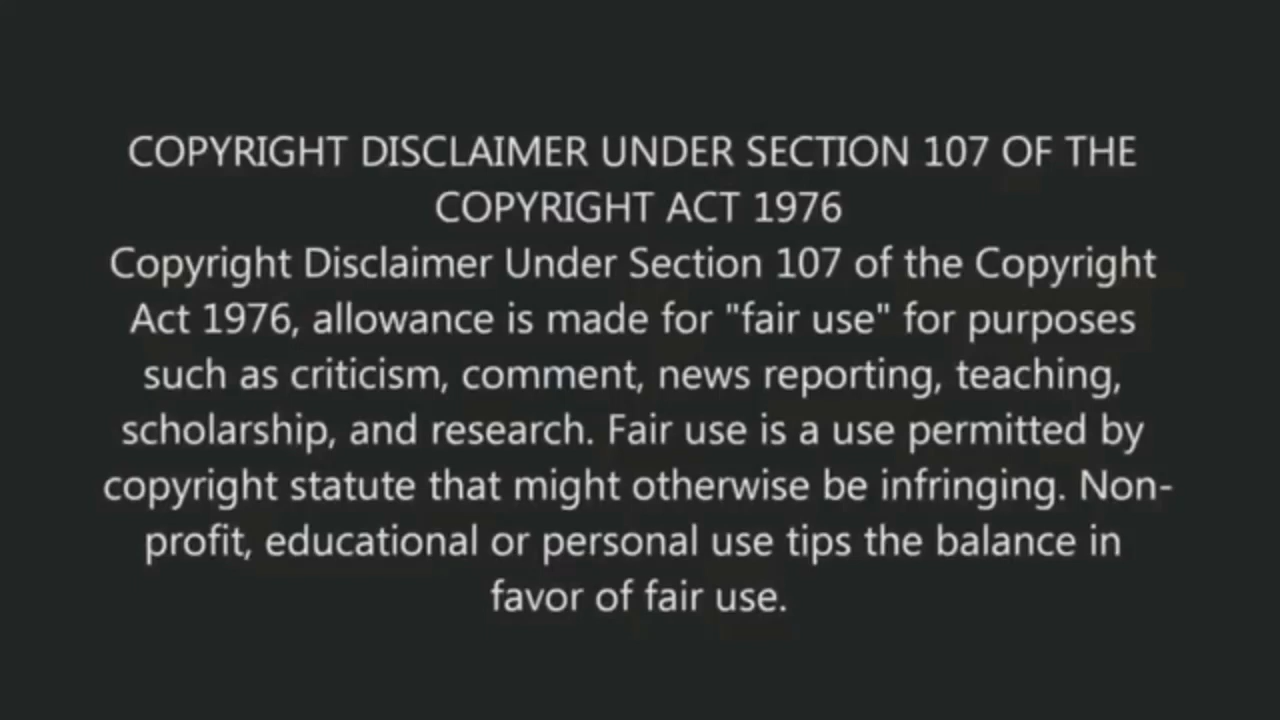 COPYRIGHT DISCLAIMER UNDER SECTION 107 OF THE
COPYRIGHT ACT 1976
Copyright Disclaimer Under Section 107 of the Copyright
Act 1976, allowance is made for "fair use" for purposes
such as criticism, comment, news reporting, teaching,
scholarship, and research. Fair use is a use permitted by
copyright statute that might otherwise be infringing. Non-
profit, educational or personal use tips the balance in
favor of fair use.